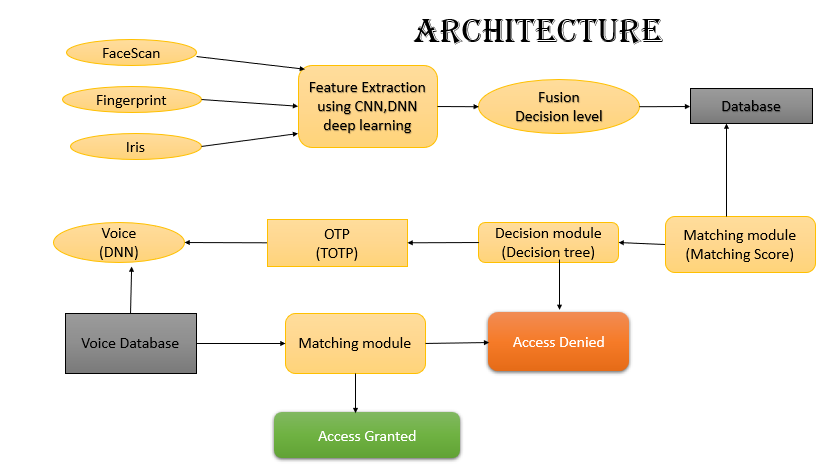 ARCHITECTURE
FaceScan
Fingerprint
Iris
Feature Extraction
using CNN,DNN
deep learning
Fusion
Decision level
Database
Voice
(DNN)
OTP
(TOTP)
Decision module
(Decision tree)
Matching module
(Matching Score)
Voice Database
Matching module
Access Denied
Access Granted